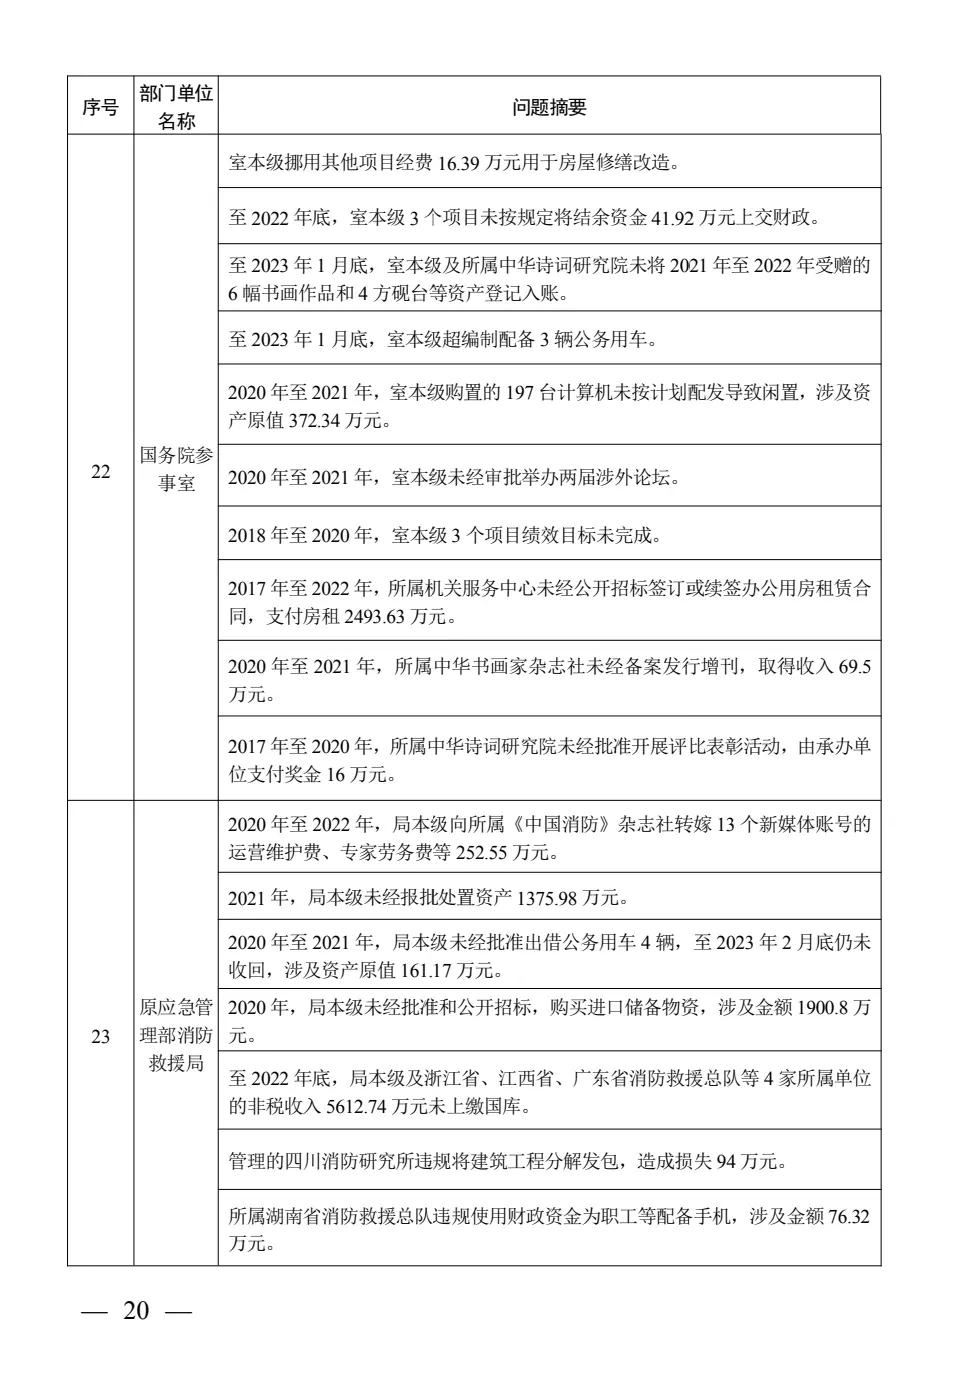 序号
部门单位
名称
问题摘要
22
国务院参
事室
室本级挪用其他项目经费 16.39 万元用于房屋修缮改造。
至 2022 年底，室本级 3 个项目未按规定将结余资金 41.92 万元上交财政。
至 2023 年 1 月底，室本级及所属中华诗词研究院未将 2021 年至 2022 年受赠的
6 幅书画作品和 4 方砚台等资产登记入账。
至 2023 年 1 月底，室本级超编制配备 3 辆公务用车。
2020 年至 2021 年，室本级购置的 197 台计算机未按计划配发导致闲置，涉及资
产原值 372.34 万元。
2020 年至 2021 年，室本级未经审批举办两届涉外论坛。
2018 年至 2020 年，室本级 3 个项目绩效目标未完成。
2017 年至 2022 年，所属机关服务中心未经公开招标签订或续签办公用房租赁合
同，支付房租 2493.63 万元。
2020 年至 2021 年，所属中华书画家杂志社未经备案发行增刊，取得收入 69.5
万元。
2017 年至 2020 年，所属中华诗词研究院未经批准开展评比表彰活动，由承办单
位支付奖金 16 万元。
23
原应急管
理部消防
救援局
2020 年至 2022 年，局本级向所属《中国消防》杂志社转嫁 13 个新媒体账号的
运营维护费、专家劳务费等 252.55 万元。
2021 年，局本级未经报批处置资产 1375.98 万元。
2020 年至 2021 年，局本级未经批准出借公务用车 4 辆，至 2023 年 2 月底仍未
收回，涉及资产原值 161.17 万元。
2020 年，局本级未经批准和公开招标，购买进口储备物资，涉及金额 1900.8 万
元。
至 2022 年底，局本级及浙江省、江西省、广东省消防救援总队等 4 家所属单位
的非税收入 5612.74 万元未上缴国库。
管理的四川消防研究所违规将建筑工程分解发包，造成损失 94 万元。
所属湖南省消防救援总队违规使用财政资金为职工等配备手机，涉及金额 76.32
万元。
— 20 —